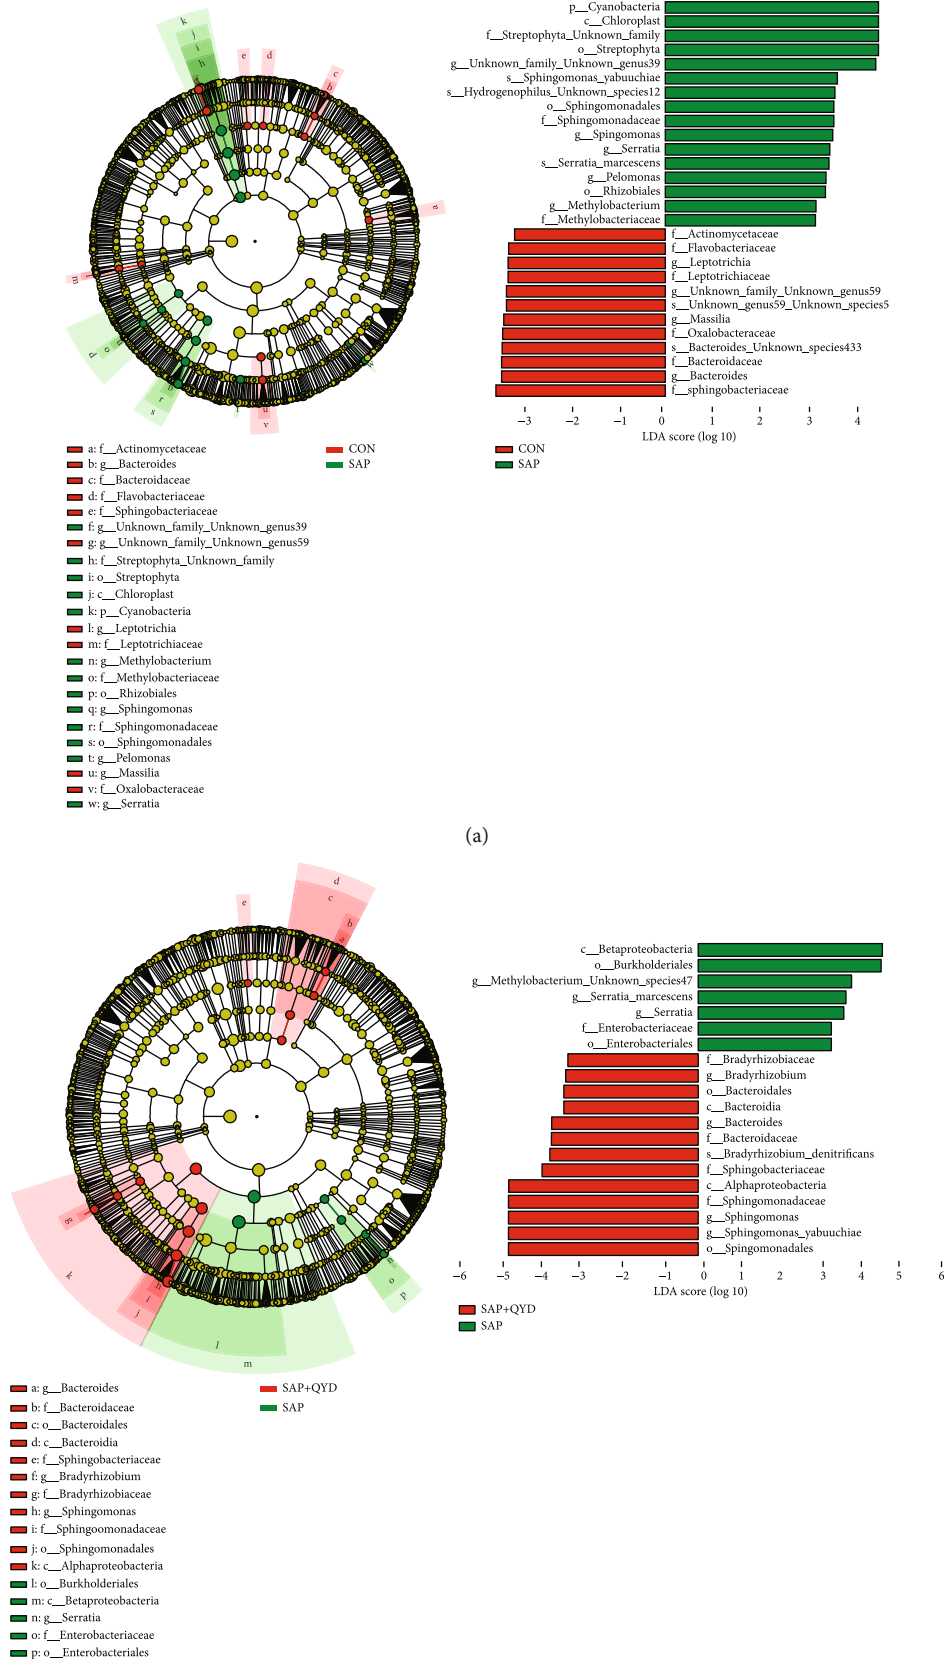 k
j
i
h
e
d
c
b
a
m
p
o
r
s
t
u
v
w
p__Cyanobacteria
c__Chloroplast
f__Streptophyta_Unknown_family
o__Streptophyta
g__Unknown_family_Unknown_genus39
s__Sphingomonas_yabuuchiae
s__Hydrogenophilus_Unknown_species12
o__Sphingomonadales
f__Sphingomonadaceae
g__Spingomonas
g__Serratia
s__Serratia_marcescens
g__Pelomonas
o__Rhizobiales
g__Methylobacterium
f__Methylobacteriaceae
f__Actinomycetaceae
f__Flavobacteriaceae
g__Leptotrichia
f__Leptotrichiaceae
g__Unknown_family_Unknown_genus59
s__Unknown_genus59_Unknown_species5
g__Massilia
f__Oxalobacteraceae
s__Bacteroides_Unknown_species433
f__Bacteroidaceae
g__Bacteroides
f__sphingobacteriaceae
−3 −2 −1 0 1 2 3 4
LDA score (log 10)
CON
SAP
CON
SAP
a: f__Actinomycetaceae
b: g__Bacteroides
c: f__Bacteroidaceae
d: f__Flavobacteriaceae
e: f__Sphingobacteriaceae
f: g__Unknown_family_Unknown_genus39
g: g__Unknown_family_Unknown_genus59
h: f__Streptophyta_Unknown_family
i: o__Streptophyta
j: c__Chloroplast
k: p__Cyanobacteria
l: g__Leptotrichia
m: f__Leptotrichiaceae
n: g__Methylobacterium
o: f__Methylobacteriaceae
p: o__Rhizobiales
q: g__Sphingomonas
r: f__Sphingomonadaceae
s: o__Sphingomonadales
t: g__Pelomonas
u: g__Massilia
v: f__Oxalobacteraceae
w: g__Serratia
(a)
d
c
b
a
e
g
k
h
i
j
l
m
n
o
p
c__Betaproteobacteria
o__Burkholderiales
g__Methylobacterium_Unknown_species47
g__Serratia_marcescens
g__Serratia
f__Enterobacteriaceae
o__Enterobacteriales
f__Bradyrhizobiaceae
g__Bradyrhizobium
o__Bacteroidales
c__Bacteroidia
g__Bacteroides
f__Bacteroidaceae
s__Bradyrhizobium_denitrificans
f__Sphingobacteriaceae
c__Alphaproteobacteria
f__Sphingomonadaceae
g__Sphingomonas
g__Sphingomonas_yabuuchiae
o__Spingomonadales
−6 −5 −4 −3 −2 −1 0 1 2 3 4 5 6
LDA score (log 10)
SAP+QYD
SAP
SAP+QYD
SAP
a: g__Bacteroides
b: f__Bacteroidaceae
c: o__Bacteroidales
d: c__Bacteroidia
e: f__Sphingobacteriaceae
f: g__Bradyrhizobium
g: f__Bradyrhizobiaceae
h: g__Sphingomonas
i: f__Sphingoomonadaceae
j: o__Sphingomonadales
k: c__Alphaproteobacteria
l: o__Burkholderiales
m: c__Betaproteobacteria
n: g__Serratia
o: f__Enterobacteriaceae
p: o__Enterobacteriales